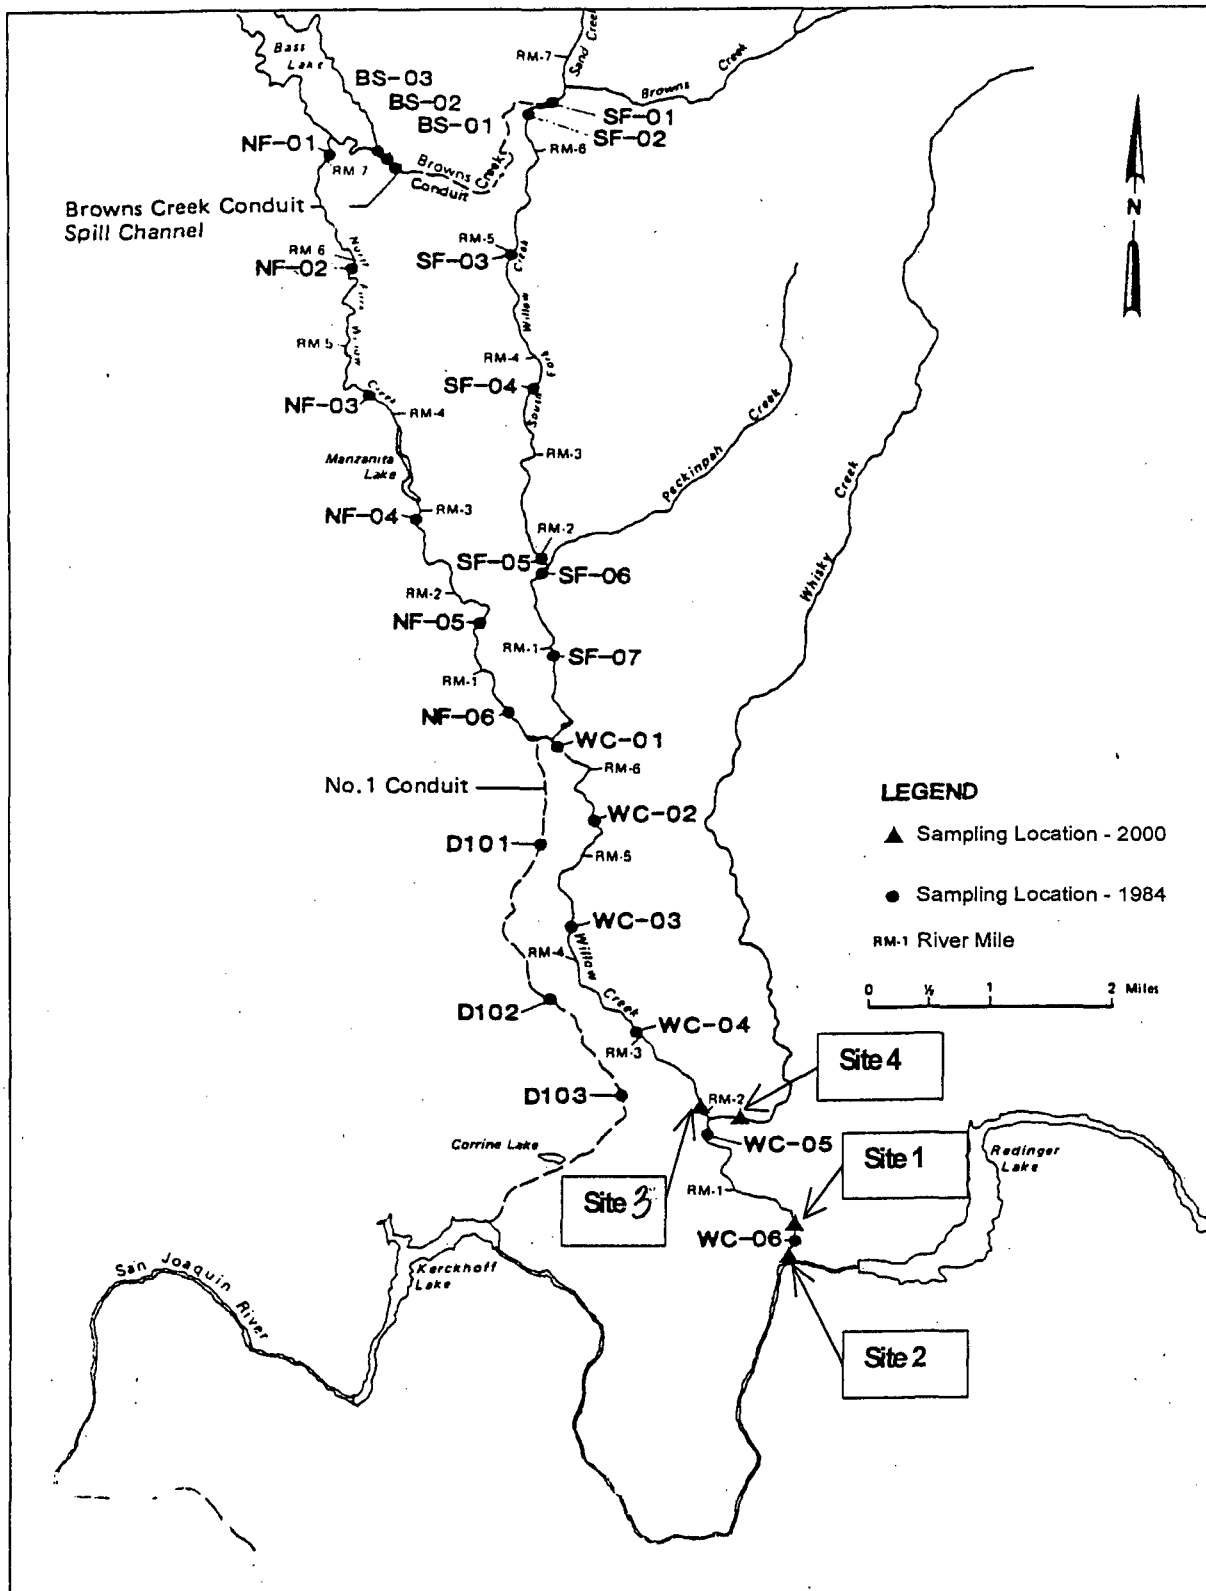 Bass
Lake
BS-03
BS-02
BS-01
RM-7
Sand Creek
Browns Creek
SF-01
SF-02
RM-6
NF-01
RM-7
Browns Creek
Conduit
Browns Creek Conduit
Spill Channel
RM 6
NF-02
North Fork Willow Creek
RM-5
SF-03
RM 5
RM-4
SF-04
South Fork Willow Creek
NF-03
RM-4
Manzanita
Lake
RM-3
Peckinpah Creek
NF-04
RM-3
RM-2
SF-05
SF-06
Whisky Creek
RM-2
NF-05
RM-1
SF-07
RM-1
NF-06
WC-01
RM-6
No.1 Conduit
WC-02
D101
RM-5
WC-03
RM-4
Willow Creek
D102
WC-04
RM-3
D103
RM-2
Site 4
Corrine Lake
WC-05
Site 3
RM-1
Site 1
Redinger
Lake
WC-06
Kerckhoff
Lake
San Joaquin River
Site 2
N
LEGEND
Sampling Location - 2000
Sampling Location - 1984
RM-1 River Mile
0 ½ 1 2 Miles